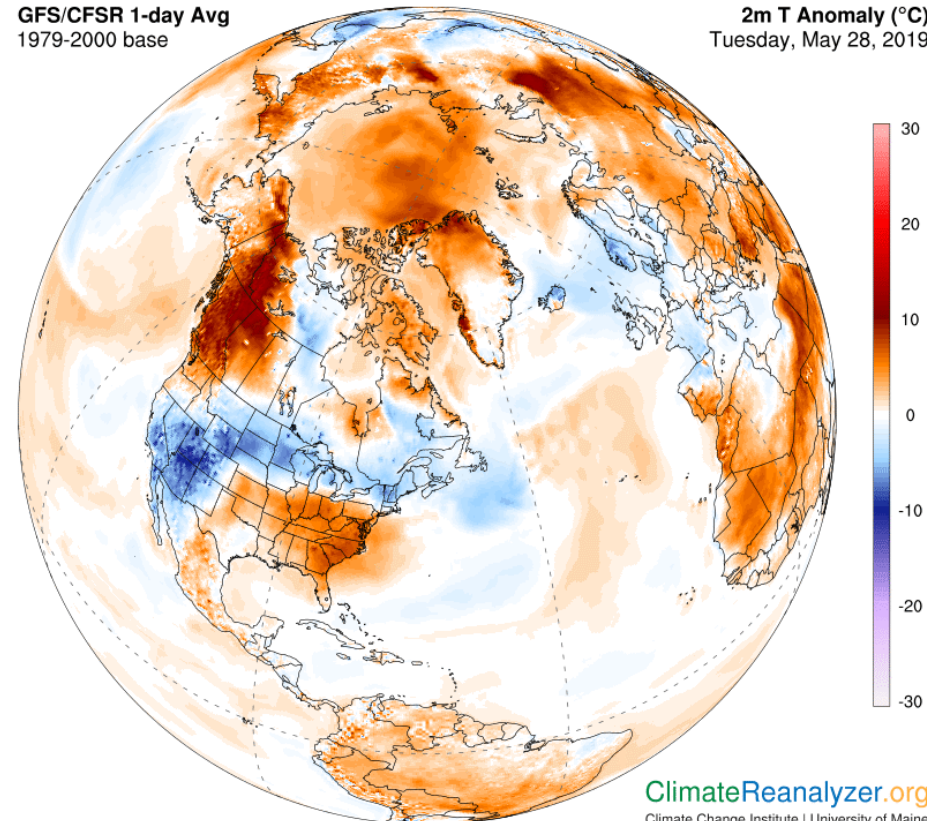 GFS/CFSR 1-day Avg
1979-2000 base
2m T Anomaly (°C)
Tuesday, May 28, 2019
30
20
10
0
-10
-20
-30
ClimateReanalyzer.org
Climate Change Institute | University of Maine